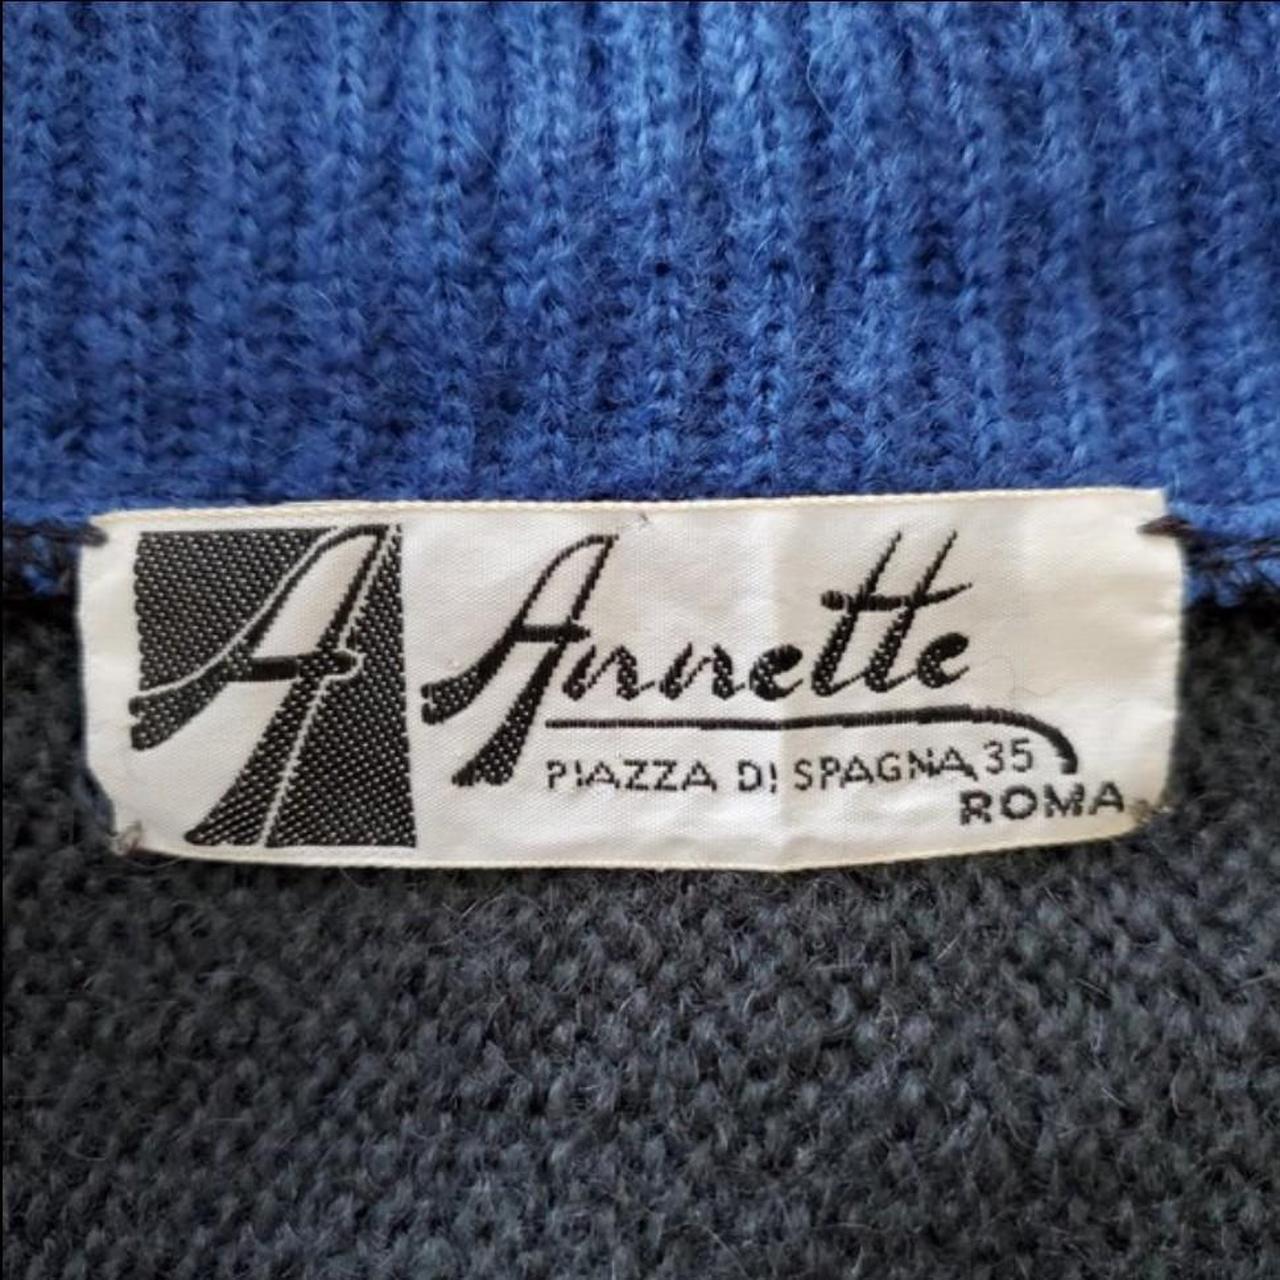 A
Annette
PIAZZA DI SPAGNA 35
ROMA